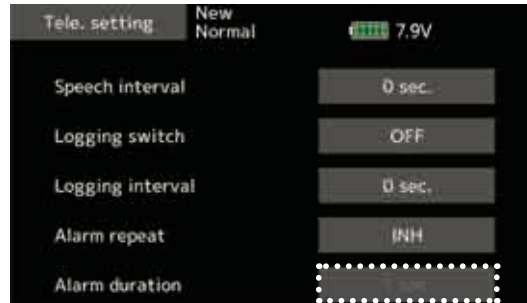 Tele. setting New Normal 7.9V
Speech interval 0 sec.
Logging switch OFF
Logging interval 0 sec.
Alarm repeat INH
Alarm duration